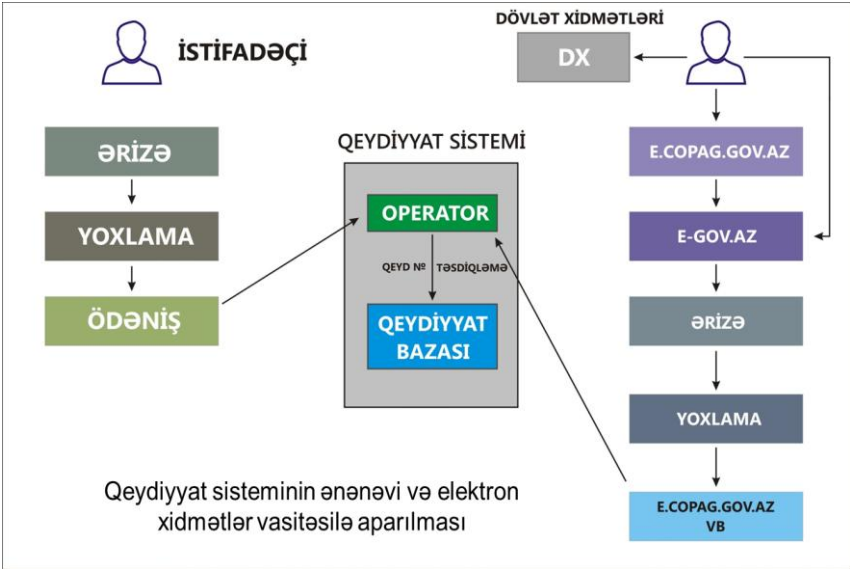 İSTİFADƏÇİ
ƏRİZƏ
YOXLAMA
ÖDƏNİŞ
QEYDİYYAT SİSTEMİ
OPERATOR
QEYD № TƏSDİQLƏMƏ
QEYDİYYAT
BAZASI
DÖVLƏT XİDMƏTLƏRİ
DX
E.COPAG.GOV.AZ
E-GOV.AZ
ƏRİZƏ
YOXLAMA
E.COPAG.GOV.AZ
VB
Qeydiyyat sisteminin ənənəvi və elektron
xidmətlər vasitəsilə aparılması